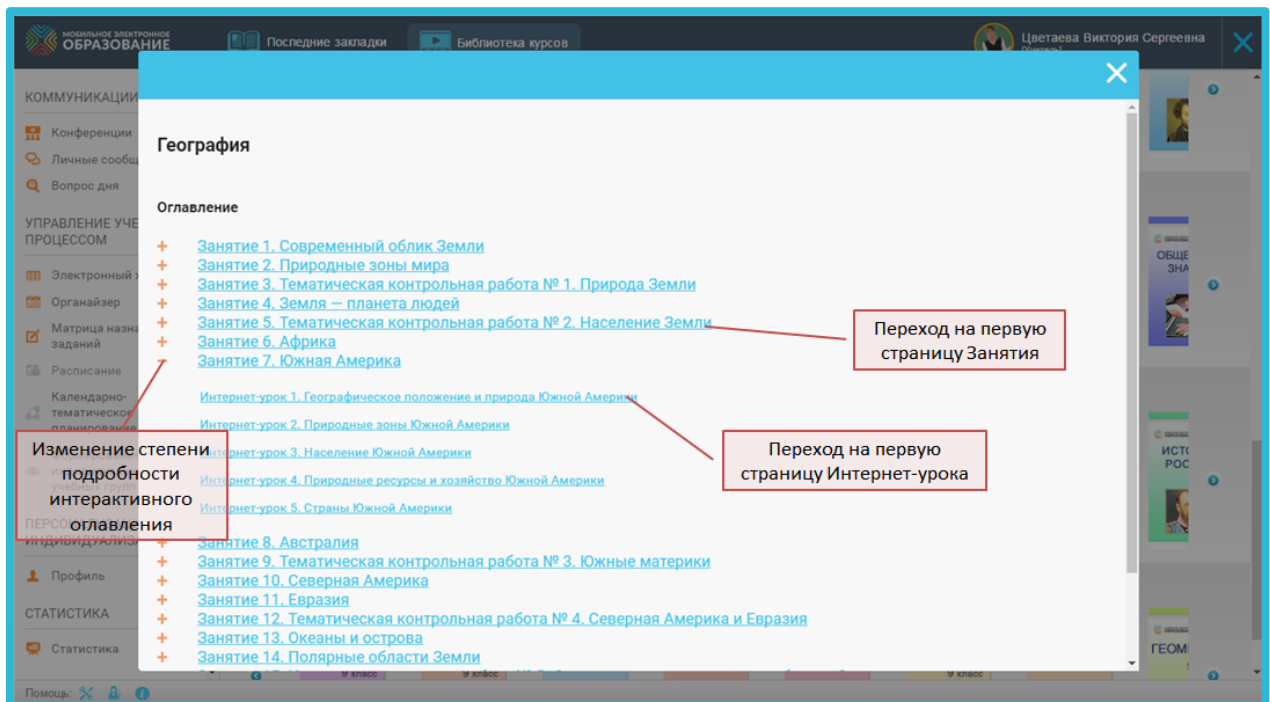 МОБИЛЬНОЕ ЭЛЕКТРОННОЕ
ОБРАЗОВАНИЕ
Последние закладки
Библиотека курсов
Цветаева Виктория Сергеевна
КОММУНИКАЦИИ
Конференции
Личные сообщ
Вопрос дня
УПРАВЛЕНИЕ УЧЕ
ПРОЦЕССОМ
Электронный
Органайзер
Матрица назна
заданий
Расписание
Календарно-
тематическое
планирование
учебных групп
Профиль
СТАТИСТИКА
Статистика
Помощь:
География
Оглавление
+ Занятие 1. Современный облик Земли
+ Занятие 2. Природные зоны мира
+ Занятие 3. Тематическая контрольная работа № 1. Природа Земли
+ Занятие 4. Земля — планета людей
+ Занятие 5. Тематическая контрольная работа № 2. Население Земли
+ Занятие 6. Африка
− Занятие 7. Южная Америка
Интернет-урок 1. Географическое положение и природа Южной Америки
Интернет-урок 2. Природные зоны Южной Америки
Интернет-урок 3. Население Южной Америки
Интернет-урок 4. Природные ресурсы и хозяйство Южной Америки
Интернет-урок 5. Страны Южной Америки
+ Занятие 8. Австралия
+ Занятие 9. Тематическая контрольная работа № 3. Южные материки
+ Занятие 10. Северная Америка
+ Занятие 11. Евразия
+ Занятие 12. Тематическая контрольная работа № 4. Северная Америка и Евразия
+ Занятие 13. Океаны и острова
+ Занятие 14. Полярные области Земли
Переход на первую
страницу Занятия
Переход на первую
страницу Интернет-урока
Изменение степени
подробности
интерактивного
оглавления
ОБЩЕ
ЗНА
ИСТО
РОС
ГЕОМ
9 класс
9 класс
9 класс